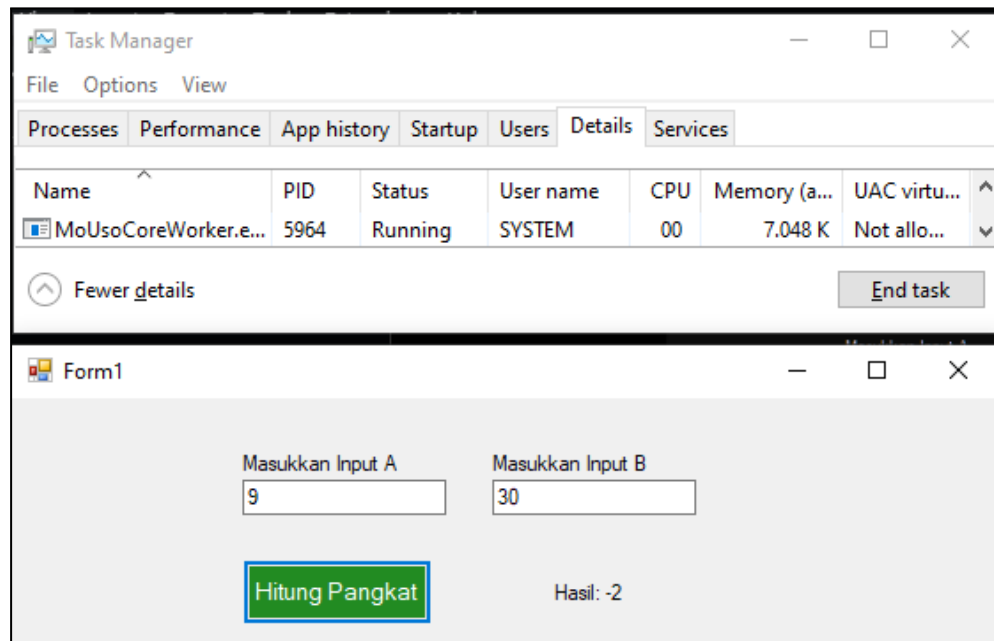 Task Manager
File Options View
Processes Performance App history Startup Users Details Services
Name PID Status User name CPU Memory (a... UAC virtu...
MoUsoCoreWorker.e... 5964 Running SYSTEM 00 7.048 K Not allo...
Fewer details End task
Form1
Masukkan Input A Masukkan Input B
9 30
Hitung Pangkat Hasil: -2